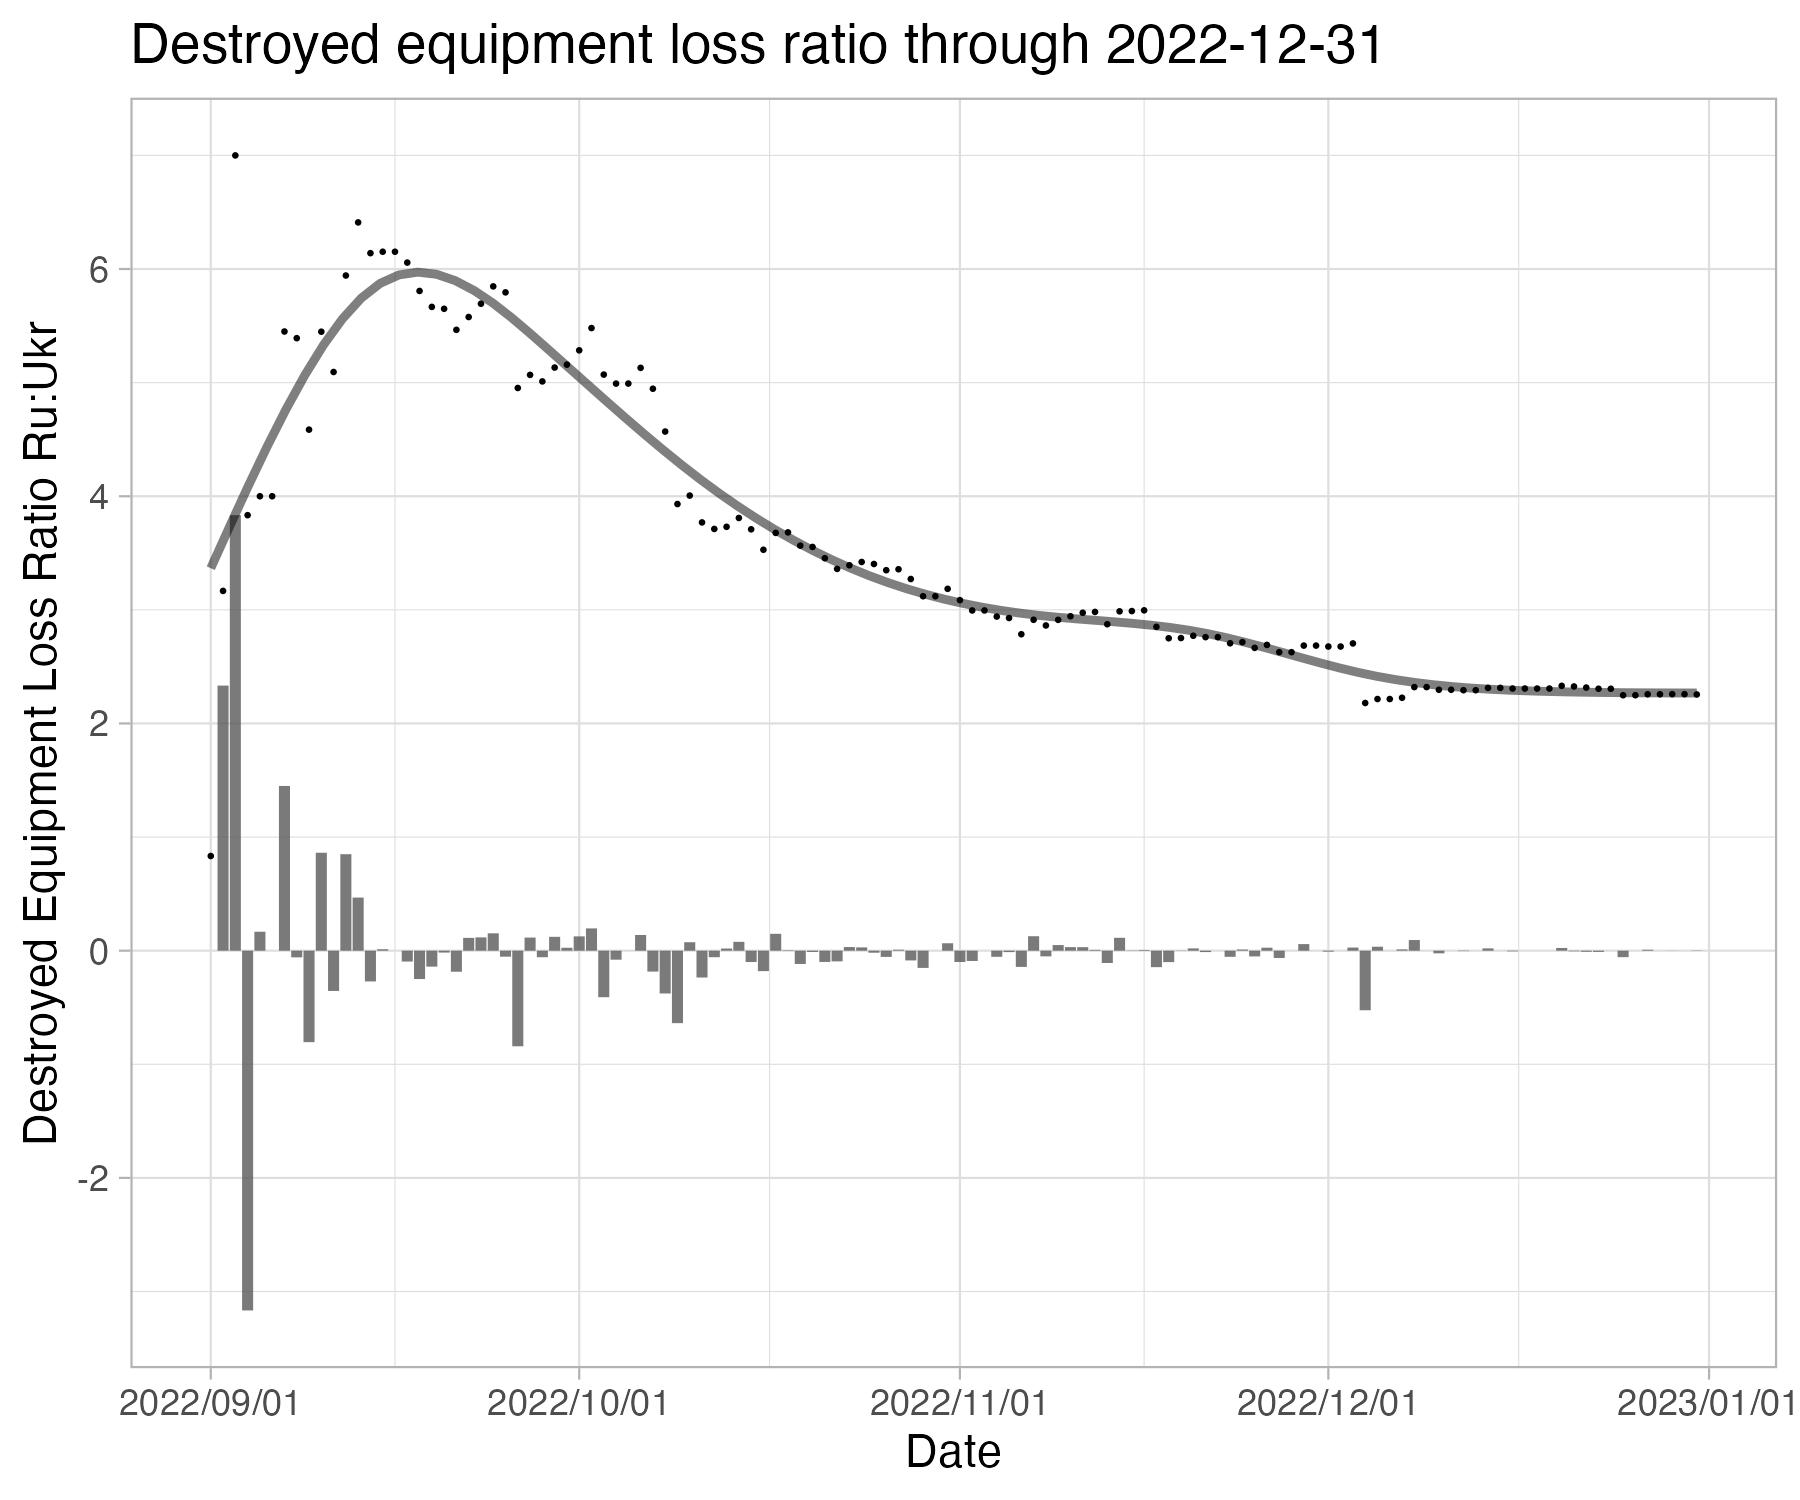 Destroyed equipment loss ratio through 2022-12-31
Destroyed Equipment Loss Ratio Ru:Ukr
6
4
2
0
-2
2022/09/01 2022/10/01 2022/11/01 2022/12/01 2023/01/01
Date